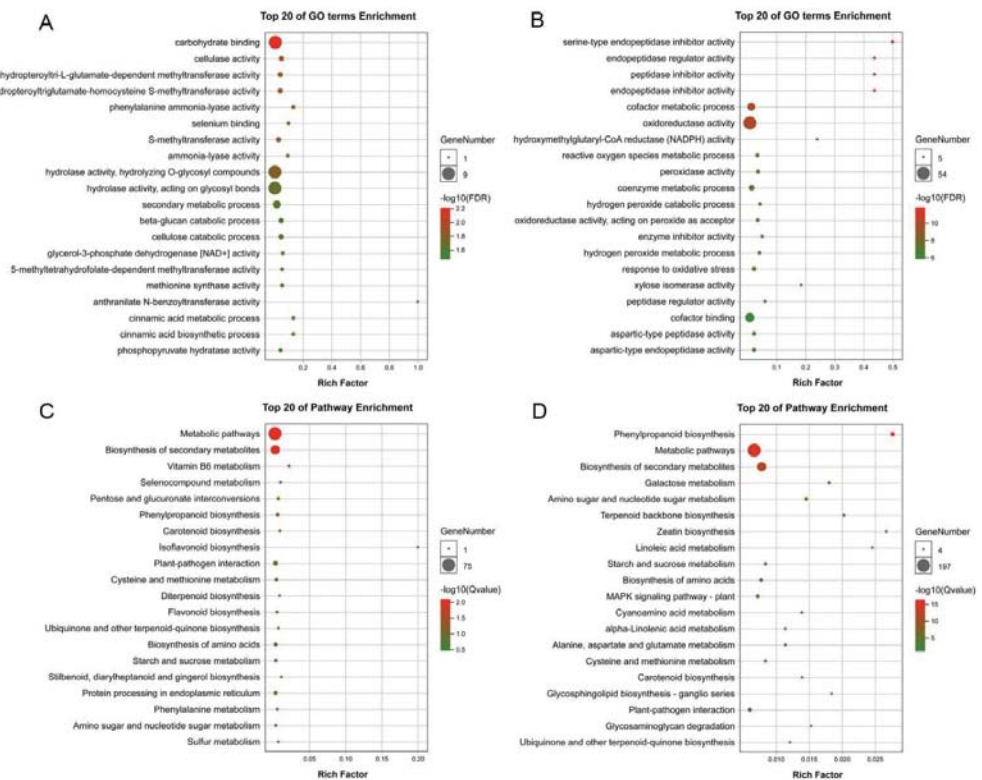 A
Top 20 of GO terms Enrichment
carbohydrate binding
cellulase activity
hydropteroyltri-L-glutamate-dependent methyltransferase activity
dropteroyltriglutamate-homocysteine S-methyltransferase activity
phenylalanine ammonia-lyase activity
selenium binding
S-methyltransferase activity
ammonia-lyase activity
hydrolase activity, hydrolyzing O-glycosyl compounds
hydrolase activity, acting on glycosyl bonds
secondary metabolic process
beta-glucan catabolic process
cellulose catabolic process
glycerol-3-phosphate dehydrogenase [NAD+] activity
5-methyltetrahydrofolate-dependent methyltransferase activity
methionine synthase activity
anthranilate N-benzoyltransferase activity
cinnamic acid metabolic process
cinnamic acid biosynthetic process
phosphopyruvate hydratase activity
0.2 0.4 0.6 0.8 1.0
Rich Factor
GeneNumber
1
9
-log10(FDR)
2.2
2.0
1.8
1.6
B
Top 20 of GO terms Enrichment
serine-type endopeptidase inhibitor activity
endopeptidase regulator activity
peptidase inhibitor activity
endopeptidase inhibitor activity
cofactor metabolic process
oxidoreductase activity
hydroxymethylglutaryl-CoA reductase (NADPH) activity
reactive oxygen species metabolic process
peroxidase activity
coenzyme metabolic process
hydrogen peroxide catabolic process
oxidoreductase activity, acting on peroxide as acceptor
enzyme inhibitor activity
hydrogen peroxide metabolic process
response to oxidative stress
xylose isomerase activity
peptidase regulator activity
cofactor binding
aspartic-type peptidase activity
aspartic-type endopeptidase activity
0.1 0.2 0.3 0.4 0.5
Rich Factor
GeneNumber
5
54
-log10(FDR)
10
8
6
C
Top 20 of Pathway Enrichment
Metabolic pathways
Biosynthesis of secondary metabolites
Vitamin B6 metabolism
Selenocompound metabolism
Pentose and glucuronate interconversions
Phenylpropanoid biosynthesis
Carotenoid biosynthesis
Isoflavonoid biosynthesis
Plant-pathogen interaction
Cysteine and methionine metabolism
Diterpenoid biosynthesis
Flavonoid biosynthesis
Ubiquinone and other terpenoid-quinone biosynthesis
Biosynthesis of amino acids
Starch and sucrose metabolism
Stilbenoid, diarylheptanoid and gingerol biosynthesis
Protein processing in endoplasmic reticulum
Phenylalanine metabolism
Amino sugar and nucleotide sugar metabolism
Sulfur metabolism
0.05 0.10 0.15 0.20
Rich Factor
GeneNumber
1
75
-log10(Qvalue)
2.0
1.5
1.0
0.5
D
Top 20 of Pathway Enrichment
Phenylpropanoid biosynthesis
Metabolic pathways
Biosynthesis of secondary metabolites
Galactose metabolism
Amino sugar and nucleotide sugar metabolism
Terpenoid backbone biosynthesis
Zeatin biosynthesis
Linoleic acid metabolism
Starch and sucrose metabolism
Biosynthesis of amino acids
MAPK signaling pathway - plant
Cyanoamino acid metabolism
alpha-Linolenic acid metabolism
Alanine, aspartate and glutamate metabolism
Cysteine and methionine metabolism
Carotenoid biosynthesis
Glycosphingolipid biosynthesis - ganglio series
Plant-pathogen interaction
Glycosaminoglycan degradation
Ubiquinone and other terpenoid-quinone biosynthesis
0.010 0.015 0.020 0.025
Rich Factor
GeneNumber
4
197
-log10(Qvalue)
15
10
5